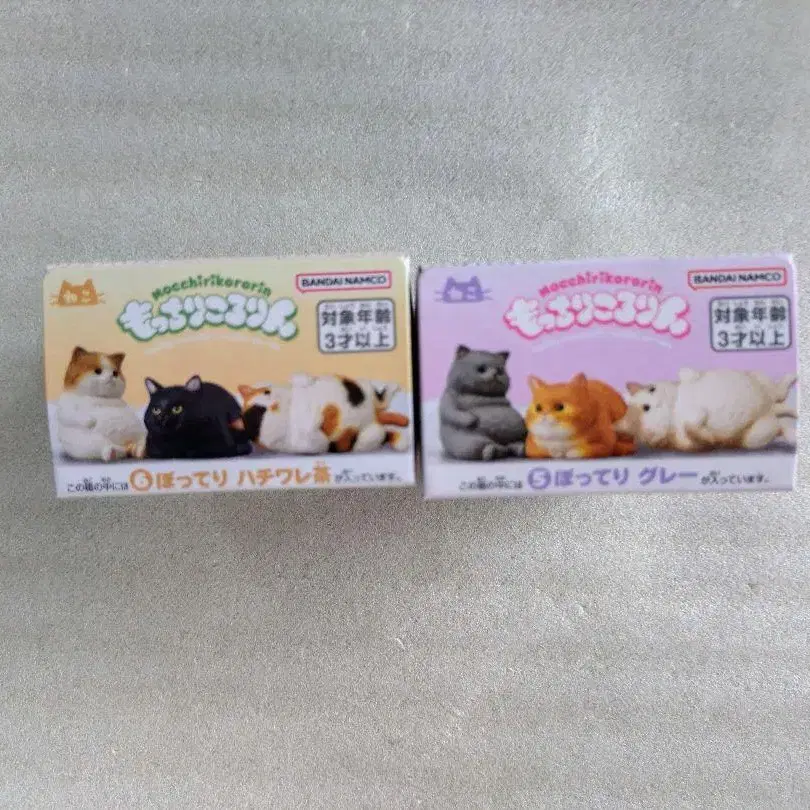 ねこ
Mocchirikororin
もっちりころりん
BANDAI NAMCO
対象年齢
3才以上
この箱の中には ⑥ ぽってり ハチワレ茶 が入っています。
ねこ
Mocchirikororin
もっちりころりん
BANDAI NAMCO
対象年齢
3才以上
この箱の中には ⑤ ぽってり グレー が入っています。